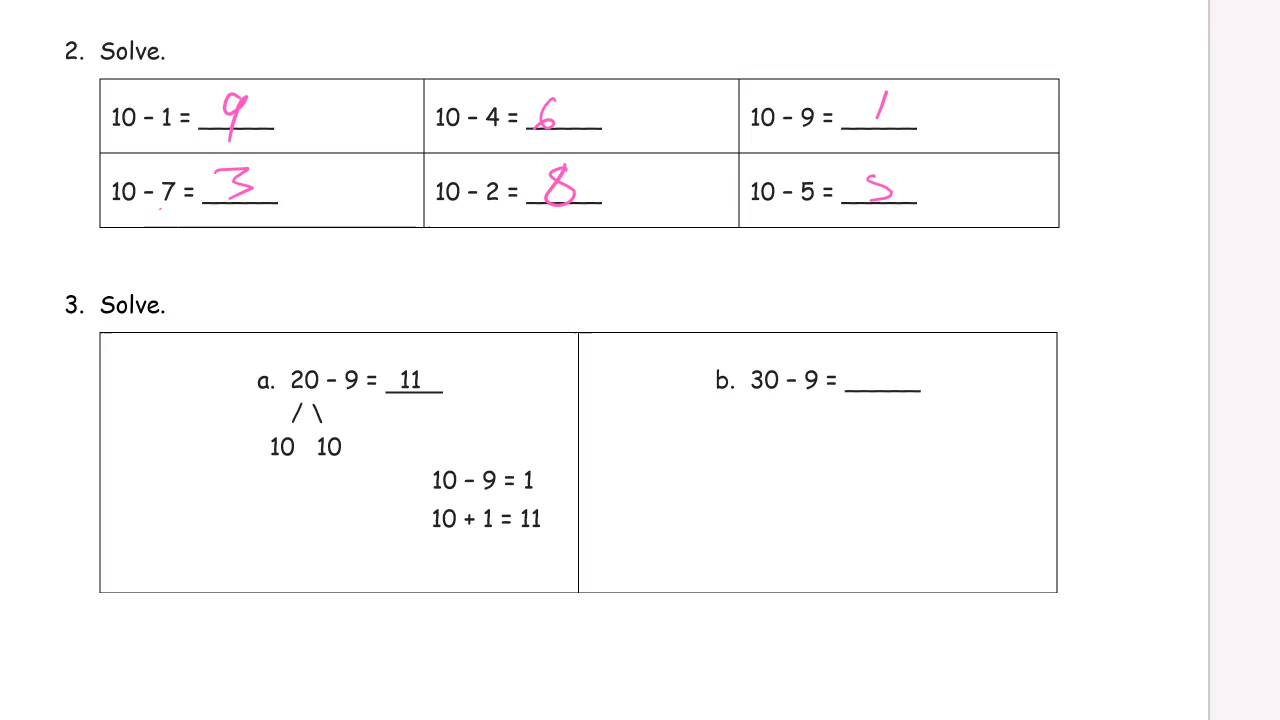 2. Solve.
10 – 1 = 9
10 – 4 = 6
10 – 9 = 1
10 – 7 = 3
10 – 2 = 8
10 – 5 = 5
3. Solve.
a. 20 – 9 = 11
10 10
10 – 9 = 1
10 + 1 = 11
b. 30 – 9 = ______